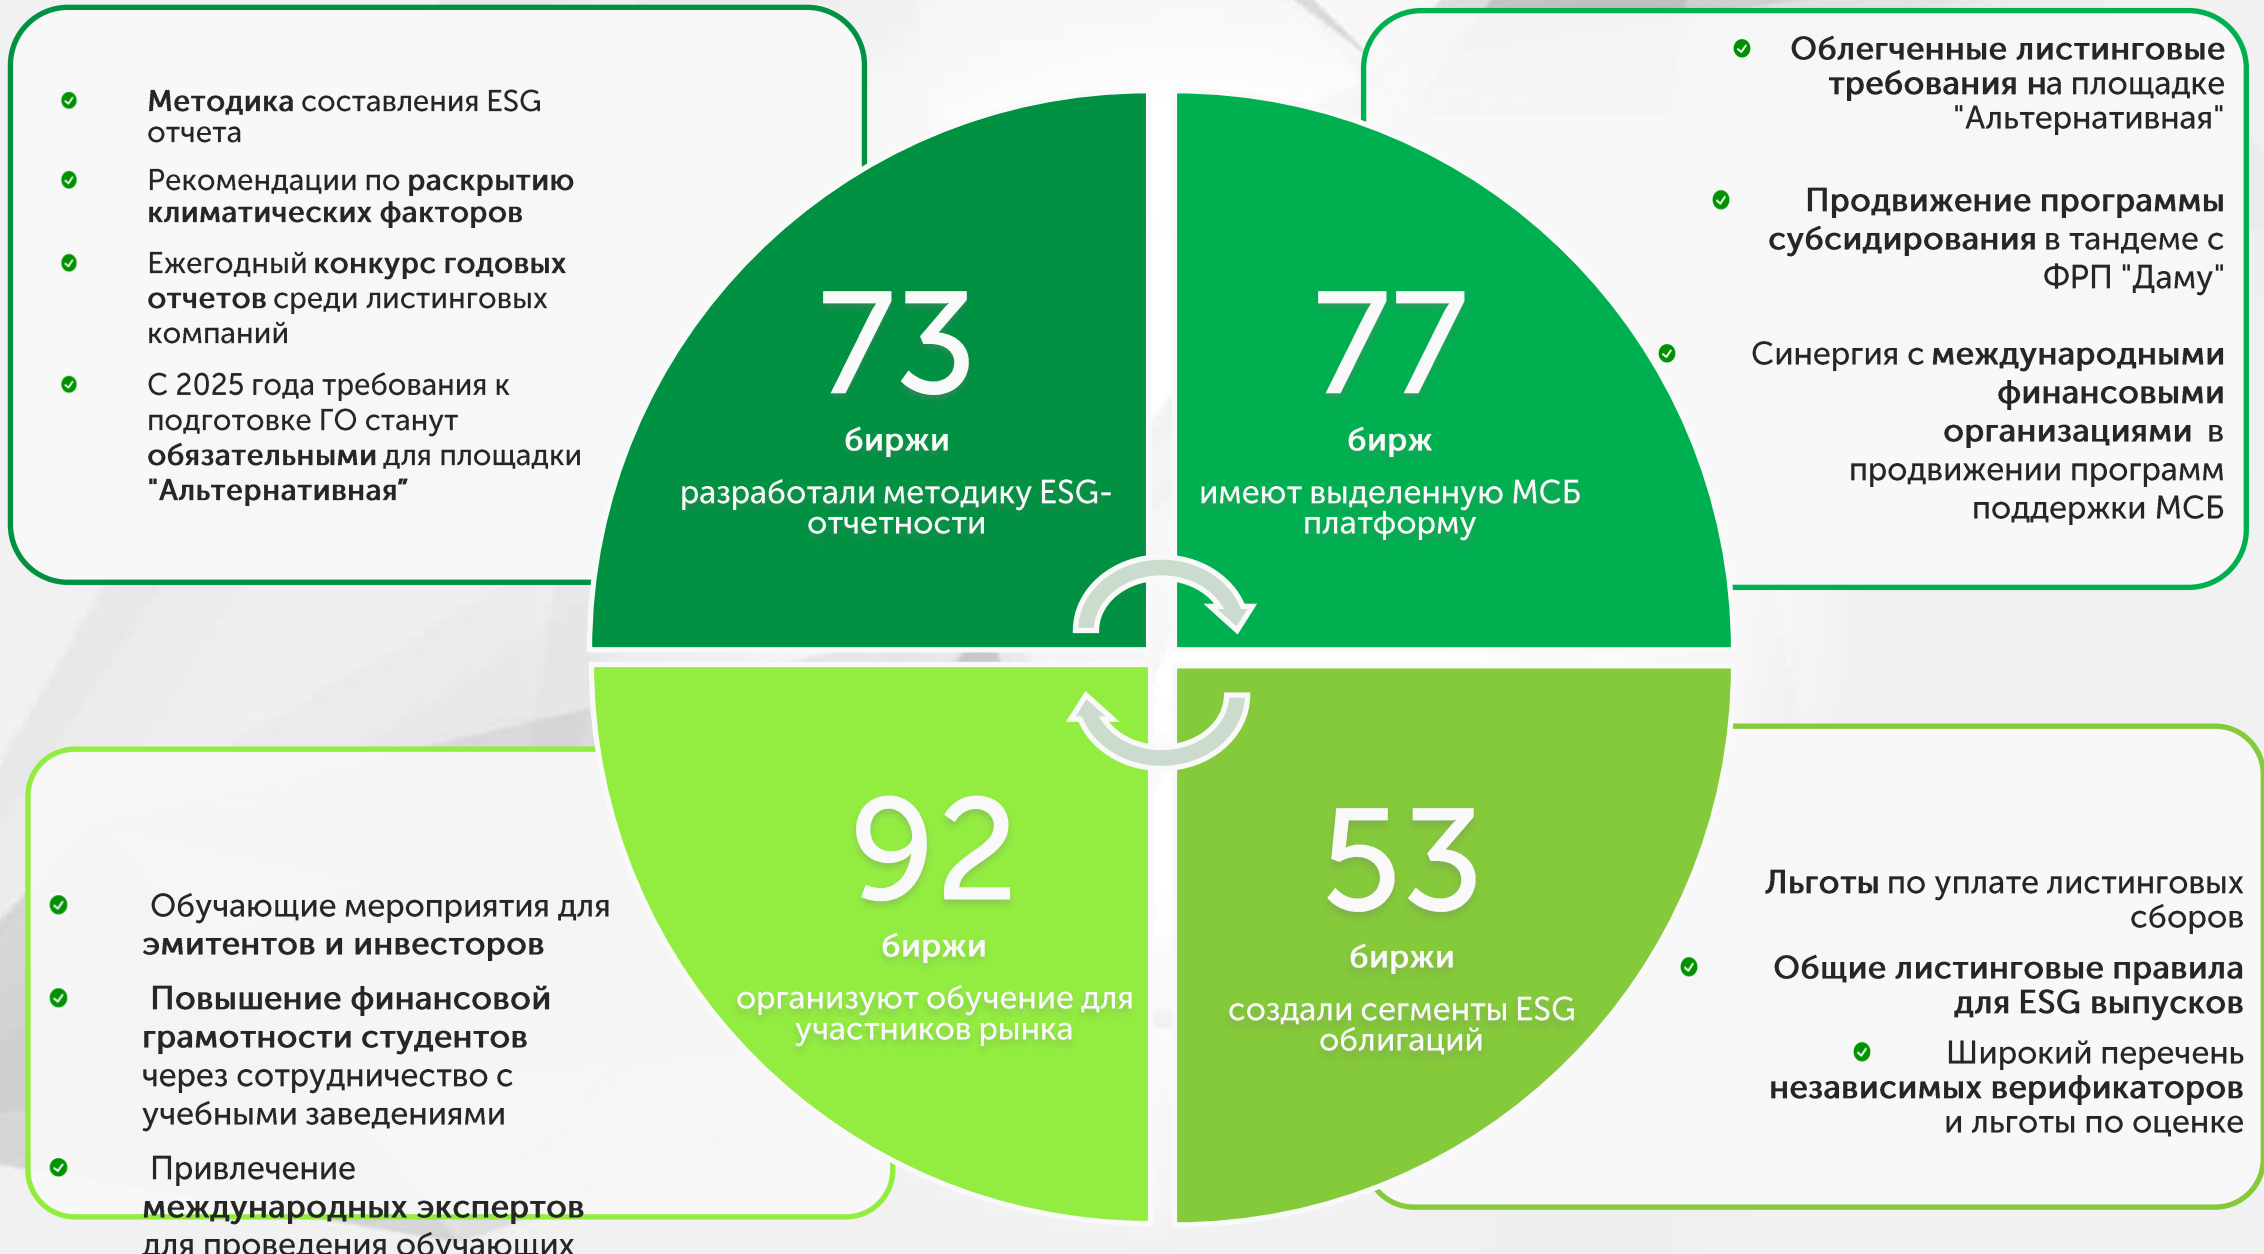 Методика составления ESG
отчета
Рекомендации по раскрытию
климатических факторов
Ежегодный конкурс годовых
отчетов среди листинговых
компаний
С 2025 года требования к
подготовке ГО станут
обязательными для площадки
"Альтернативная”
73
биржи
разработали методику ESG-
отчетности
77
бирж
имеют выделенную МСБ
платформу
Облегченные листинговые
требования на площадке
"Альтернативная"
Продвижение программы
субсидирования в тандеме с
ФРП "Даму"
Синергия с международными
финансовыми
организациями в
продвижении программ
поддержки МСБ
Обучающие мероприятия для
эмитентов и инвесторов
Повышение финансовой
грамотности студентов
через сотрудничество с
учебными заведениями
Привлечение
международных экспертов
для проведения обучающих
92
биржи
организуют обучение для
участников рынка
53
биржи
создали сегменты ESG
облигаций
Льготы по уплате листинговых
сборов
Общие листинговые правила
для ESG выпусков
Широкий перечень
независимых верификаторов
и льготы по оценке